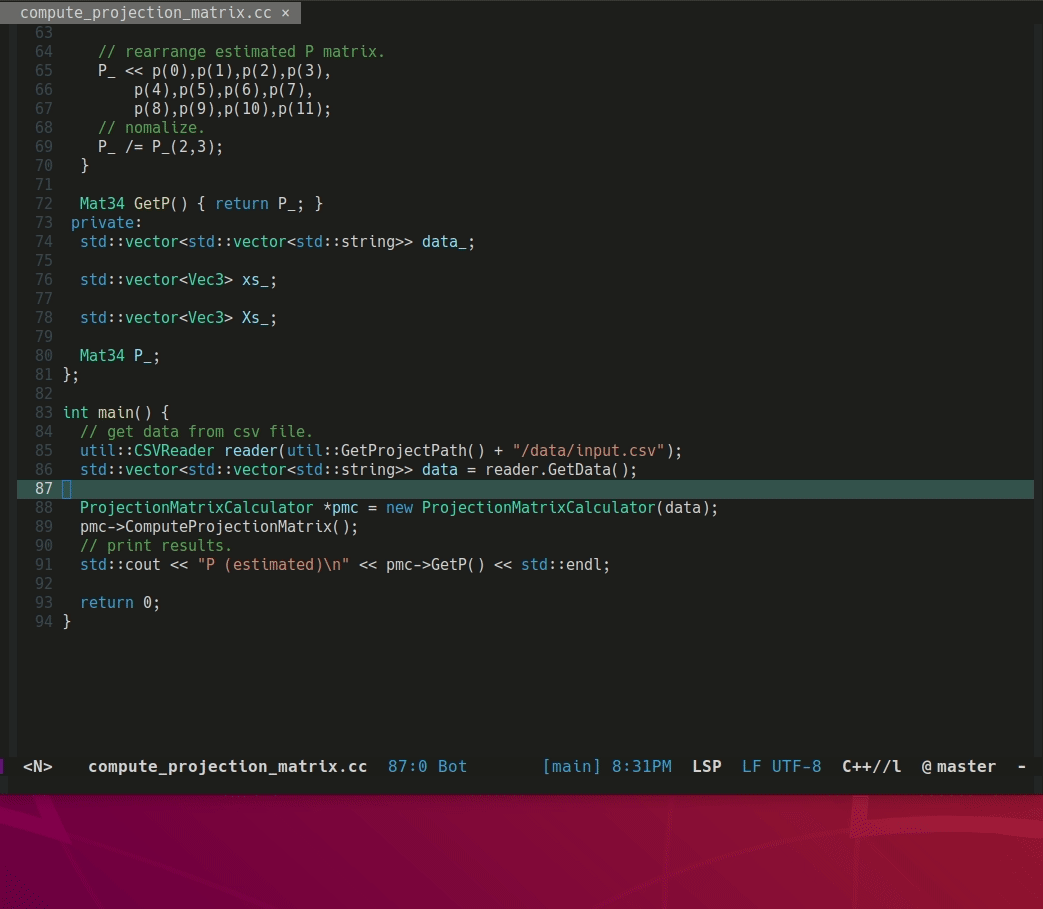 compute_projection_matrix.cc ×
63
64 // rearrange estimated P matrix.
65 P_ << p(0),p(1),p(2),p(3),
66 p(4),p(5),p(6),p(7),
67 p(8),p(9),p(10),p(11);
68 // nomalize.
69 P_ /= P_(2,3);
70 }
71
72 Mat34 GetP() { return P_; }
73 private:
74 std::vector<std::vector<std::string>> data_;
75
76 std::vector<Vec3> xs_;
77
78 std::vector<Vec3> Xs_;
79
80 Mat34 P_;
81 };
82
83 int main() {
84 // get data from csv file.
85 util::CSVReader reader(util::GetProjectPath() + "/data/input.csv");
86 std::vector<std::vector<std::string>> data = reader.GetData();
87
88 ProjectionMatrixCalculator *pmc = new ProjectionMatrixCalculator(data);
89 pmc->ComputeProjectionMatrix();
90 // print results.
91 std::cout << "P (estimated)\n" << pmc->GetP() << std::endl;
92
93 return 0;
94 }
<N> compute_projection_matrix.cc 87:0 Bot [main] 8:31PM LSP LF UTF-8 C++//l @ master -